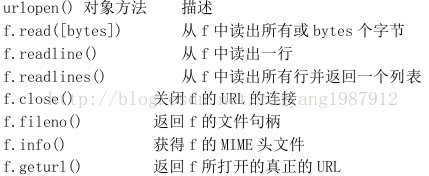 urlopen() 对象方法 描述
f.read([bytes]) 从 f 中读出所有或 bytes 个字节
f.readline() 从 f 中读出一行
f.readlines() 从 f 中读出所有行并返回一个列表
f.close() 关闭 f 的 URL 的连接
f.fileno() 返回 f 的文件句柄
f.info() 获得 f 的 MIME 头文件
f.geturl() 返回 f 所打开的真正的 URL